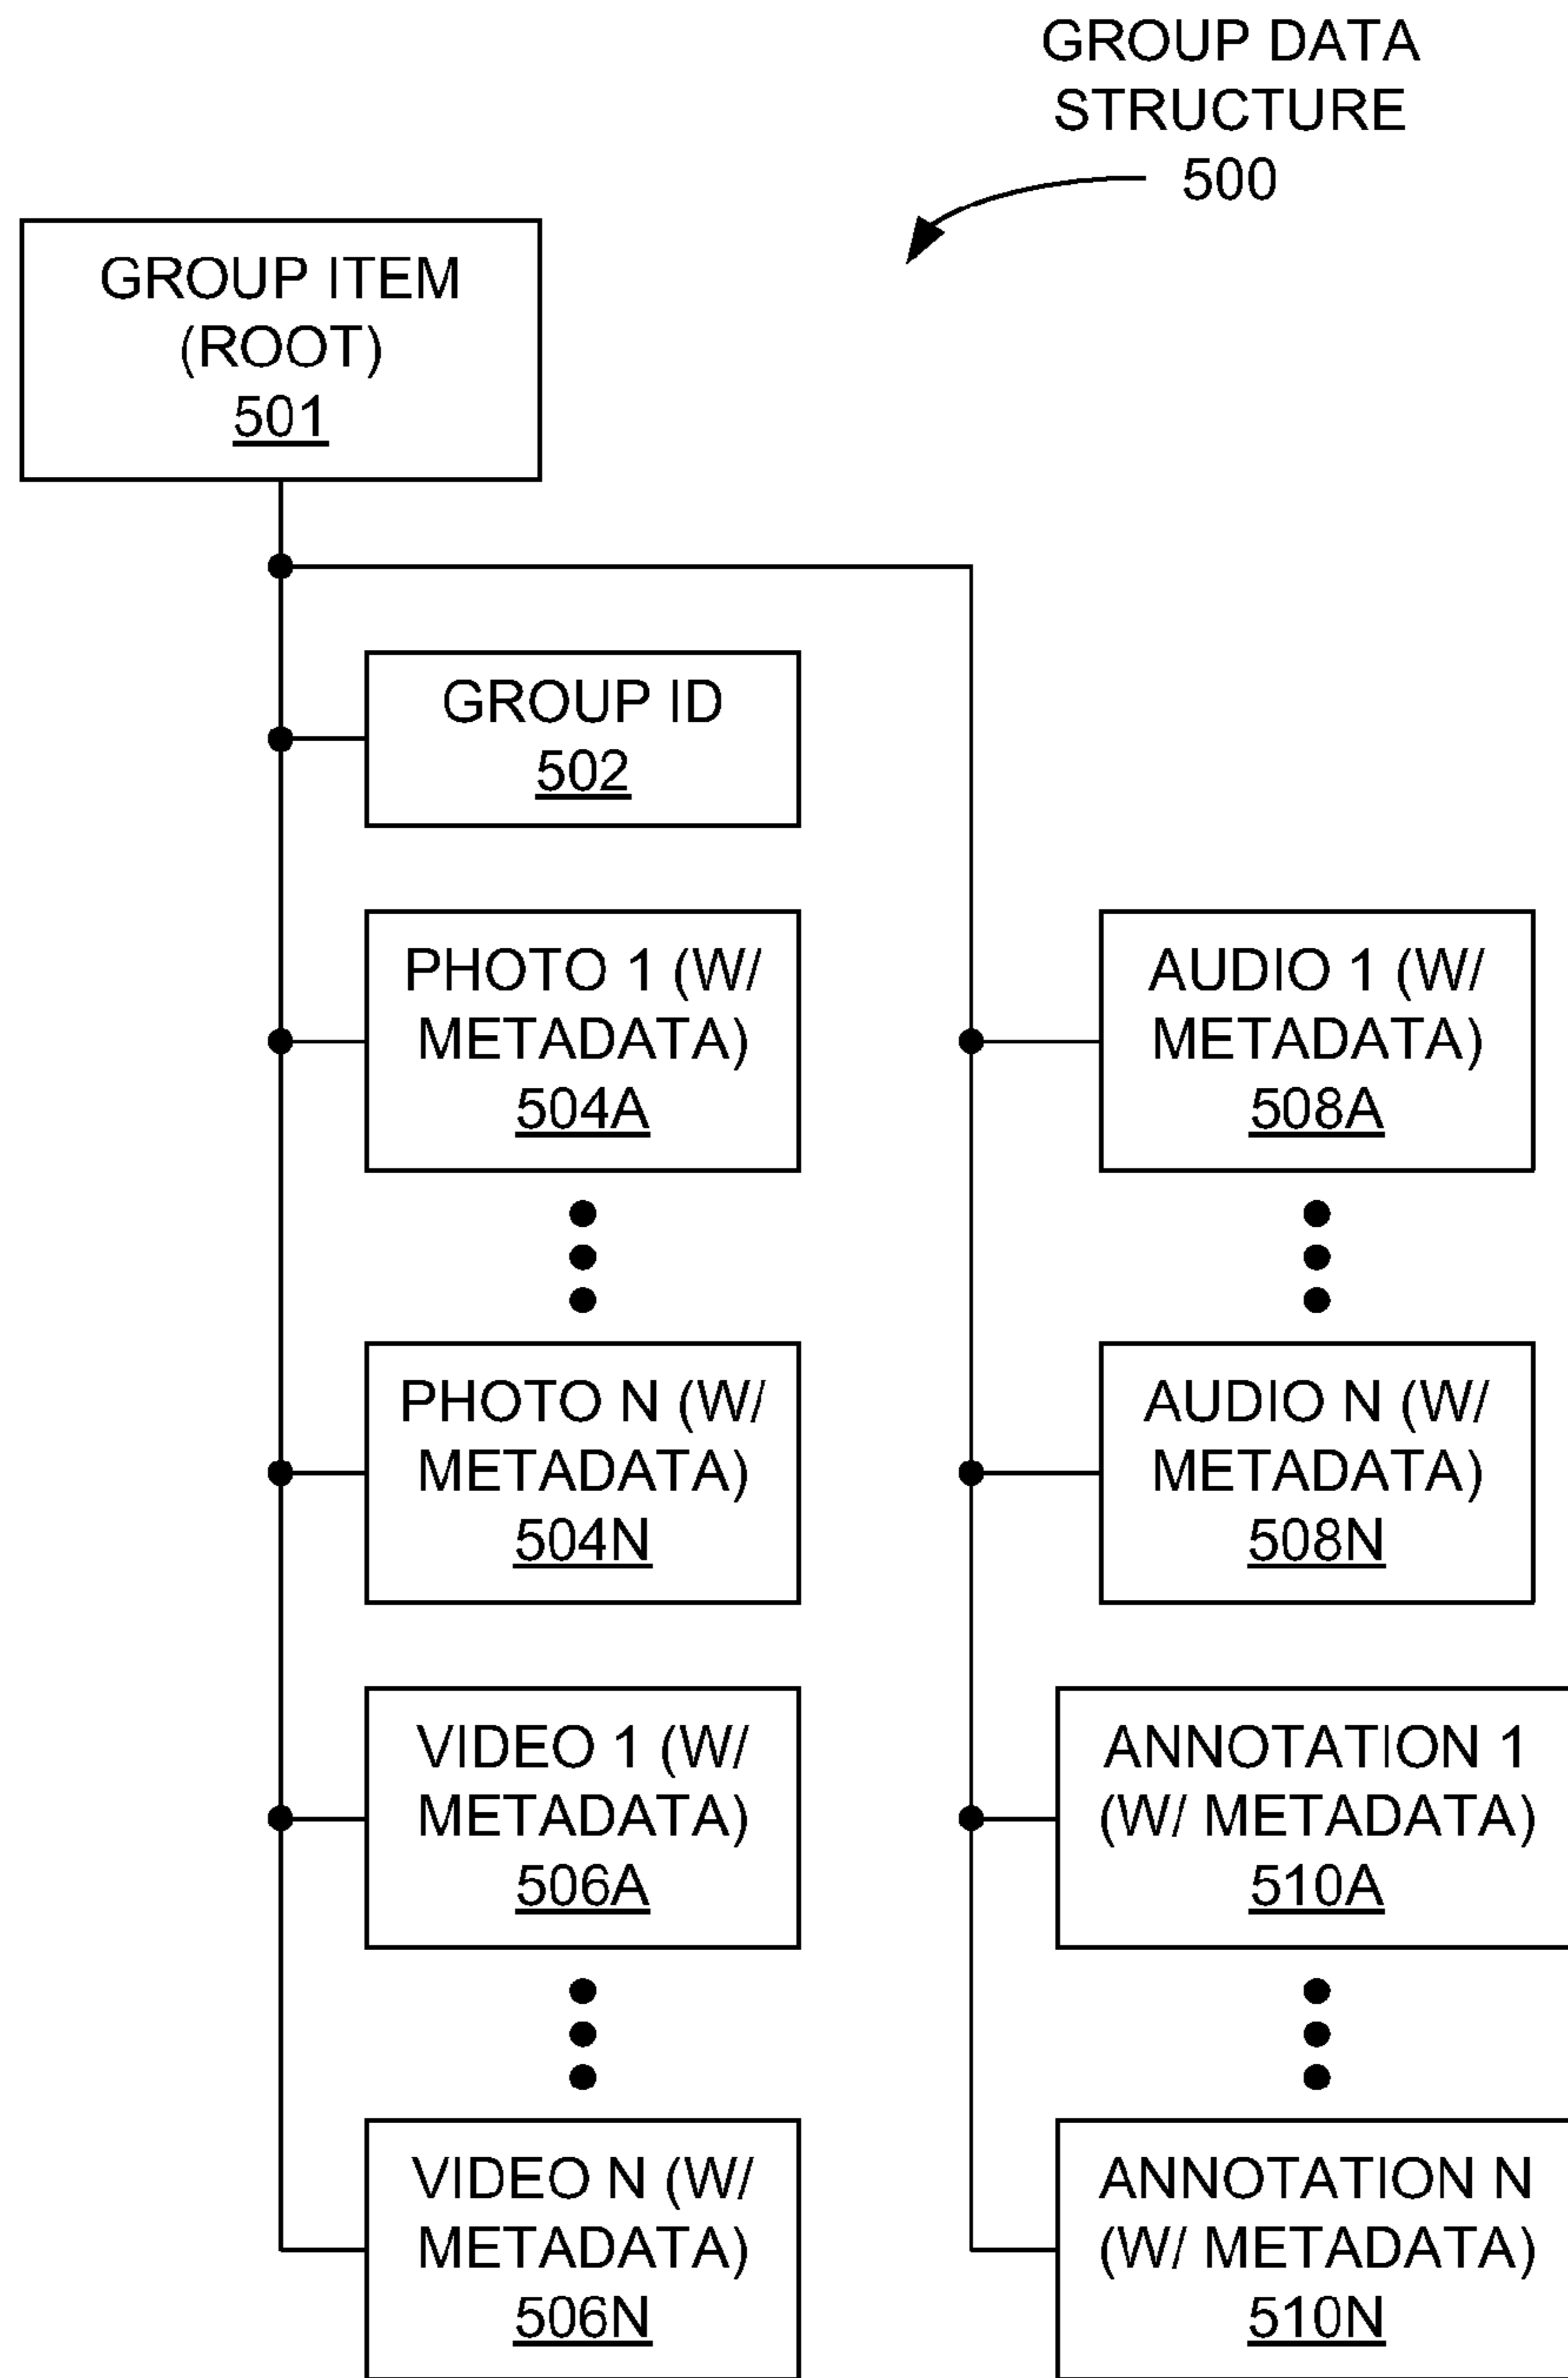 GROUP DATA
STRUCTURE
500
GROUP ITEM
(ROOT)
501
GROUP ID
502
PHOTO 1 (W/
METADATA)
504A
PHOTO N (W/
METADATA)
504N
VIDEO 1 (W/
METADATA)
506A
VIDEO N (W/
METADATA)
506N
AUDIO 1 (W/
METADATA)
508A
AUDIO N (W/
METADATA)
508N
ANNOTATION 1
(W/ METADATA)
510A
ANNOTATION N
(W/ METADATA)
510N